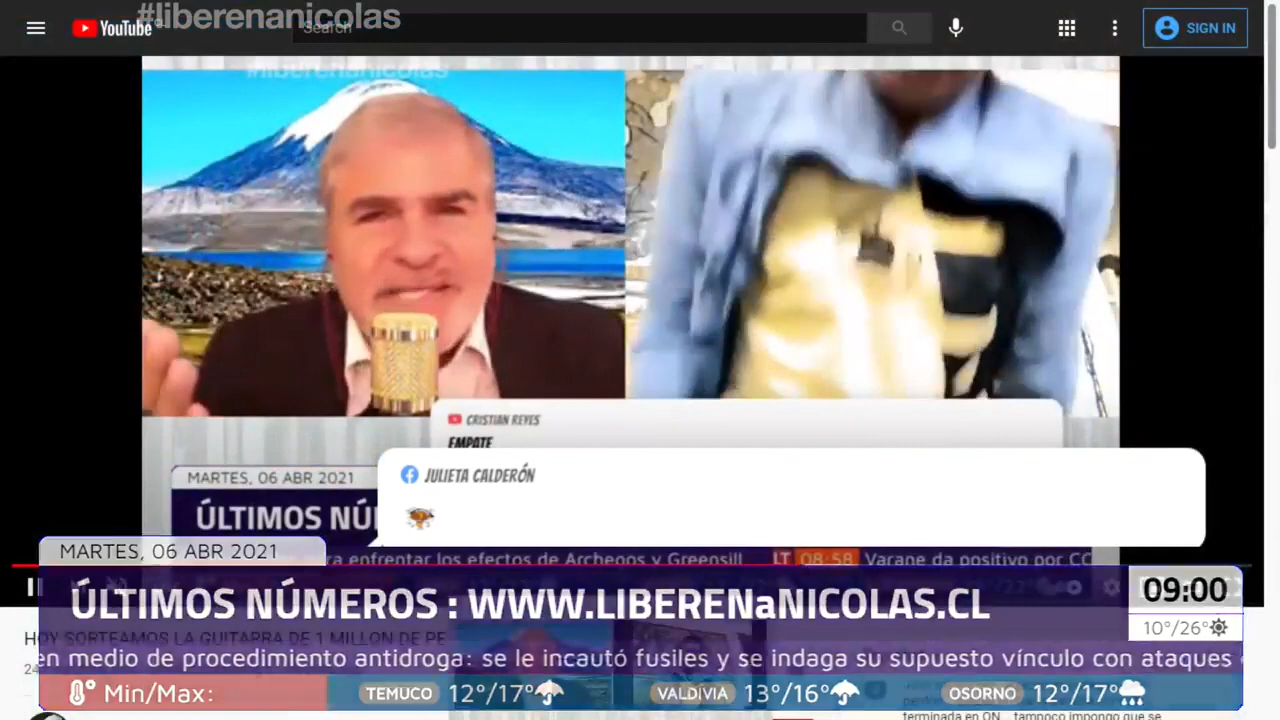 #liberenanicolas
YouTube
Search
SIGN IN
#liberenanicolas
CRISTIAN REYES
EMPATE
MARTES, 06 ABR 2021
JULIETA CALDERÓN
ÚLTIMOS NÚ
ra enfrentar los efectos de Archegos y Greensill
LT 08:58 Varane da positivo por CC
MARTES, 06 ABR 2021
ÚLTIMOS NÚMEROS : WWW.LIBERENaNICOLAS.CL
09:00
10°/26°
HOY SORTEAMOS LA GUITARRA DE 1 MILLON DE PE
en medio de procedimiento antidroga: se le incautó fusiles y se indaga su supuesto vínculo con ataques
Min/Max:
TEMUCO 12°/17°
VALDIVIA 13°/16°
OSORNO 12°/17°
terminada en ON... tampoco impongo que se